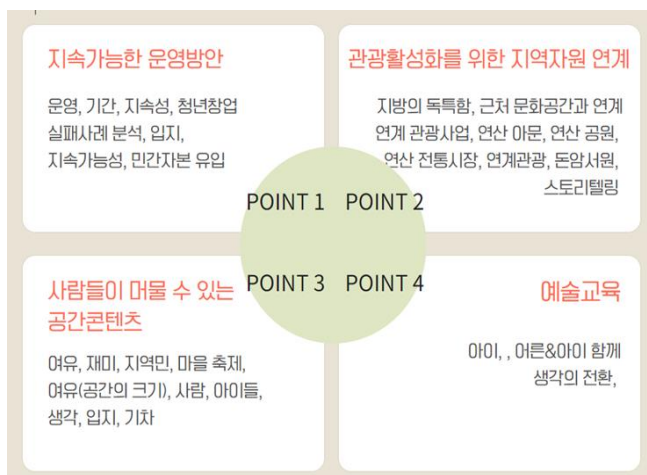 지속가능한 운영방안
운영, 기간, 지속성, 청년창업
실패사례 분석, 입지,
지속가능성, 민간자본 유입
POINT 1
관광활성화를 위한 지역자원 연계
지방의 독특함, 근처 문화공간과 연계
연계 관광사업, 연산 아문, 연산 공원,
연산 전통시장, 연계관광, 돈암서원,
스토리텔링
POINT 2
사람들이 머물 수 있는
공간콘텐츠
POINT 3
여유, 재미, 지역민, 마을 축제,
여유(공간의 크기), 사람, 아이들,
생각, 입지, 기차
POINT 4
예술교육
아이, , 어른&아이 함께
생각의 전환,